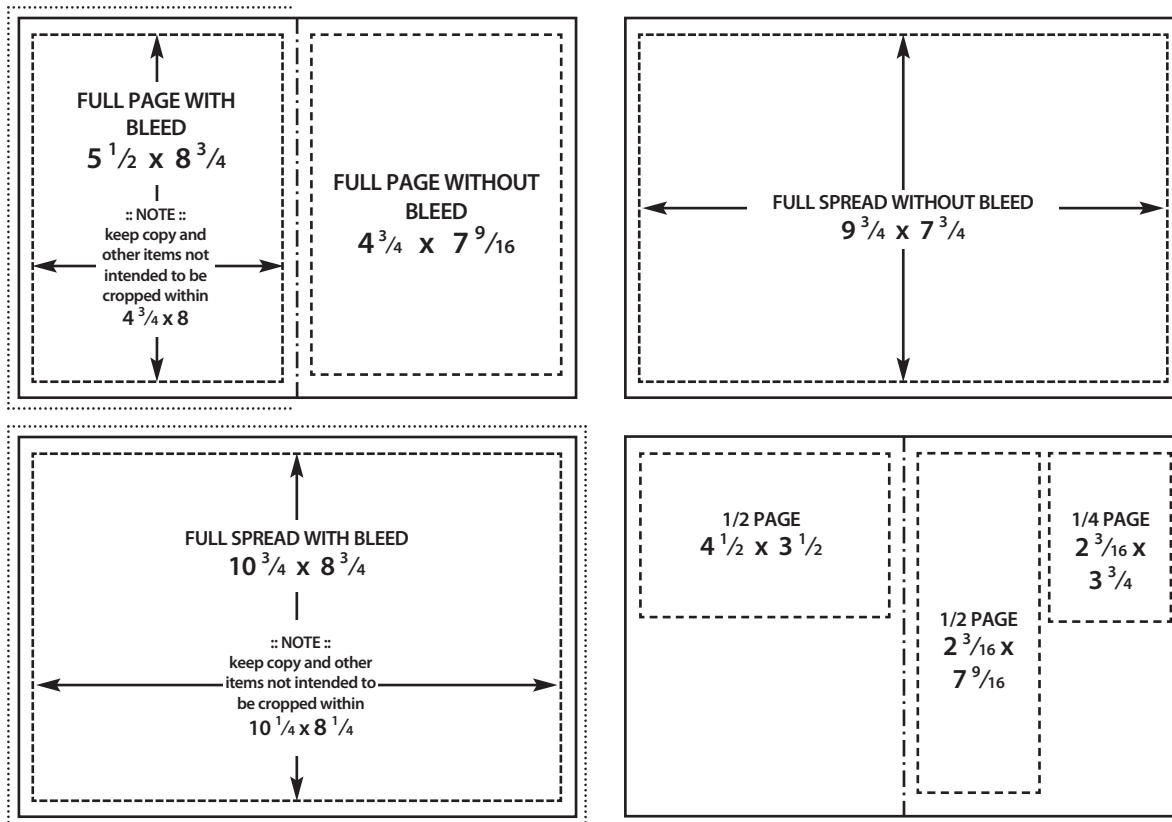 FULL PAGE WITH
BLEED
5 1/2 x 8 3/4
:: NOTE ::
keep copy and
other items not
intended to be
cropped within
4 3/4 x 8
FULL PAGE WITHOUT
BLEED
4 3/4 x 7 9/16
FULL SPREAD WITHOUT BLEED
9 3/4 x 7 3/4
FULL SPREAD WITH BLEED
10 3/4 x 8 3/4
:: NOTE ::
keep copy and other
items not intended to
be cropped within
10 1/4 x 8 1/4
1/2 PAGE
4 1/2 x 3 1/2
1/2 PAGE
2 3/16 x
7 9/16
1/4 PAGE
2 3/16 x
3 3/4